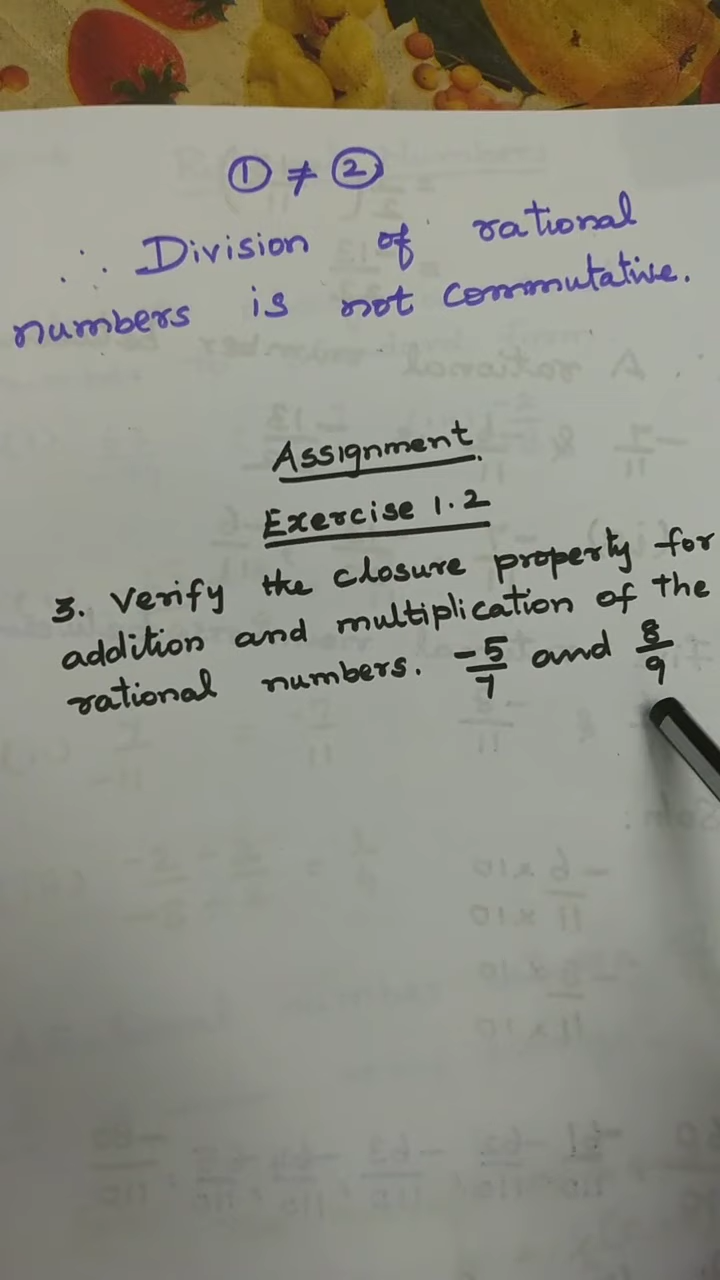 ① ≠ ②
∴ Division of rational
numbers is not commutative.
Assignment
Exercise 1.2
3. Verify the closure property for
addition and multiplication of the
rational numbers. -5/7 and 8/9